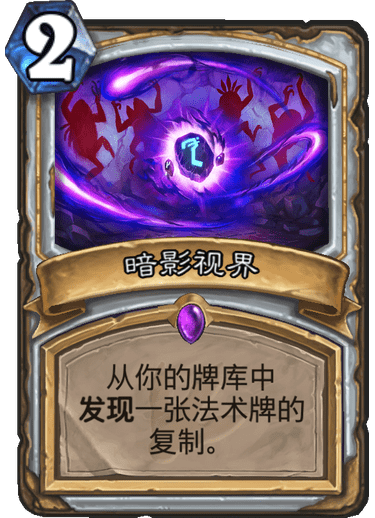 2
暗影视界
从你的牌库中
发现一张法术牌的
复制。